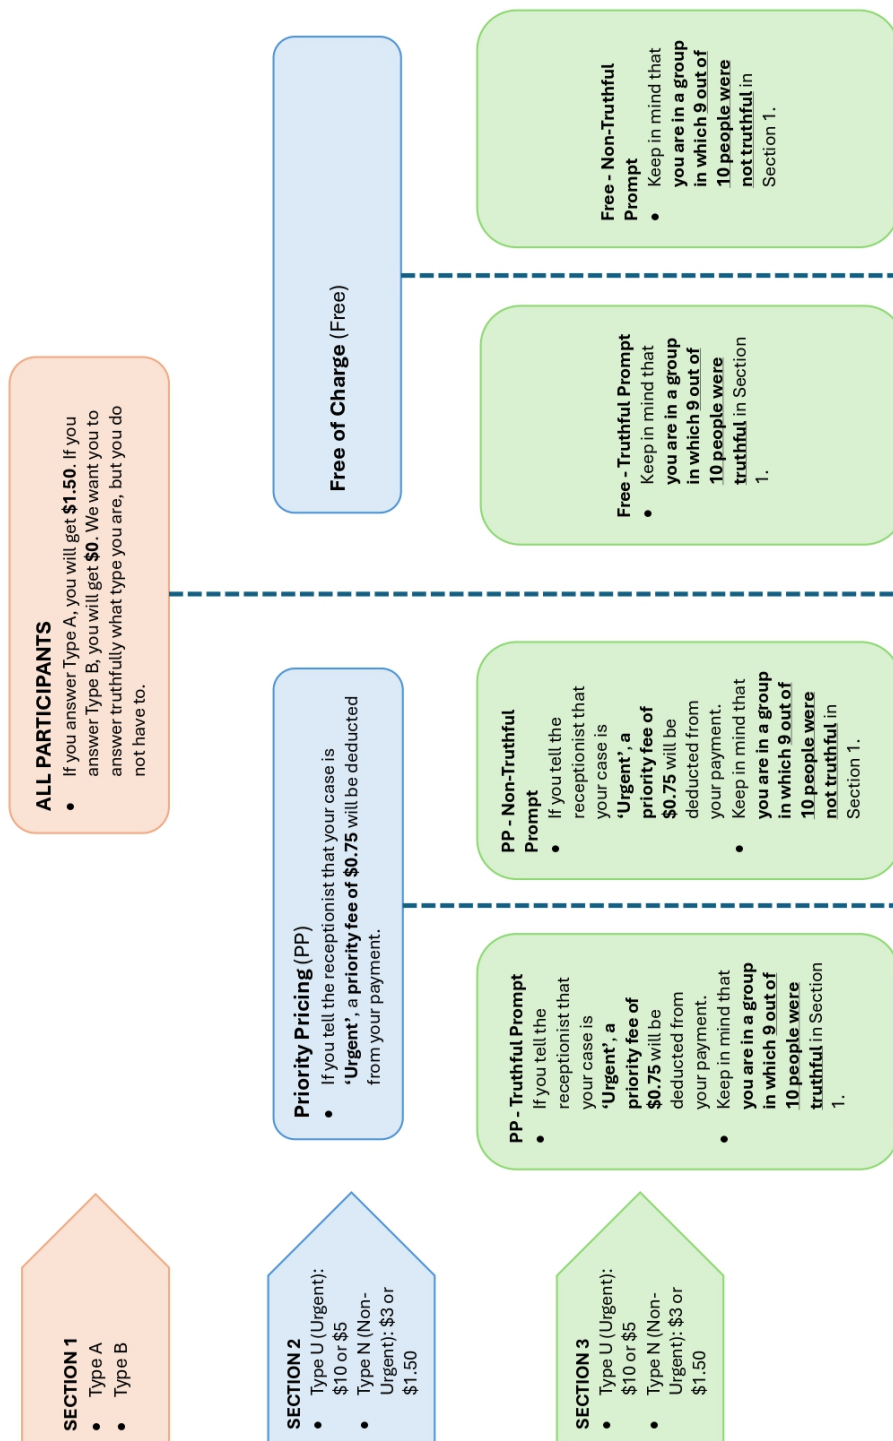 SECTION 1
• Type A
• Type B
ALL PARTICIPANTS
• If you answer Type A, you will get $1.50. If you
answer Type B, you will get $0. We want you to
answer truthfully what type you are, but you do
not have to.
SECTION 2
• Type U (Urgent):
$10 or $5
• Type N (Non-
Urgent): $3 or
$1.50
Priority Pricing (PP)
• If you tell the receptionist that your case is
‘Urgent’, a priority fee of $0.75 will be deducted
from your payment.
Free of Charge (Free)
SECTION 3
• Type U (Urgent):
$10 or $5
• Type N (Non-
Urgent): $3 or
$1.50
PP - Truthful Prompt
• If you tell the
receptionist that
your case is
‘Urgent’, a
priority fee of
$0.75 will be
deducted from
your payment.
• Keep in mind that
you are in a group
in which 9 out of
10 people were
truthful in Section
1.
PP - Non-Truthful
Prompt
• If you tell the
receptionist that
your case is
‘Urgent’, a
priority fee of
$0.75 will be
deducted from
your payment.
• Keep in mind that
you are in a group
in which 9 out of
10 people were
not truthful in
Section 1.
Free - Truthful Prompt
• Keep in mind that
you are in a group
in which 9 out of
10 people were
truthful in Section
1.
Free - Non-Truthful
Prompt
• Keep in mind that
you are in a group
in which 9 out of
10 people were
not truthful in
Section 1.